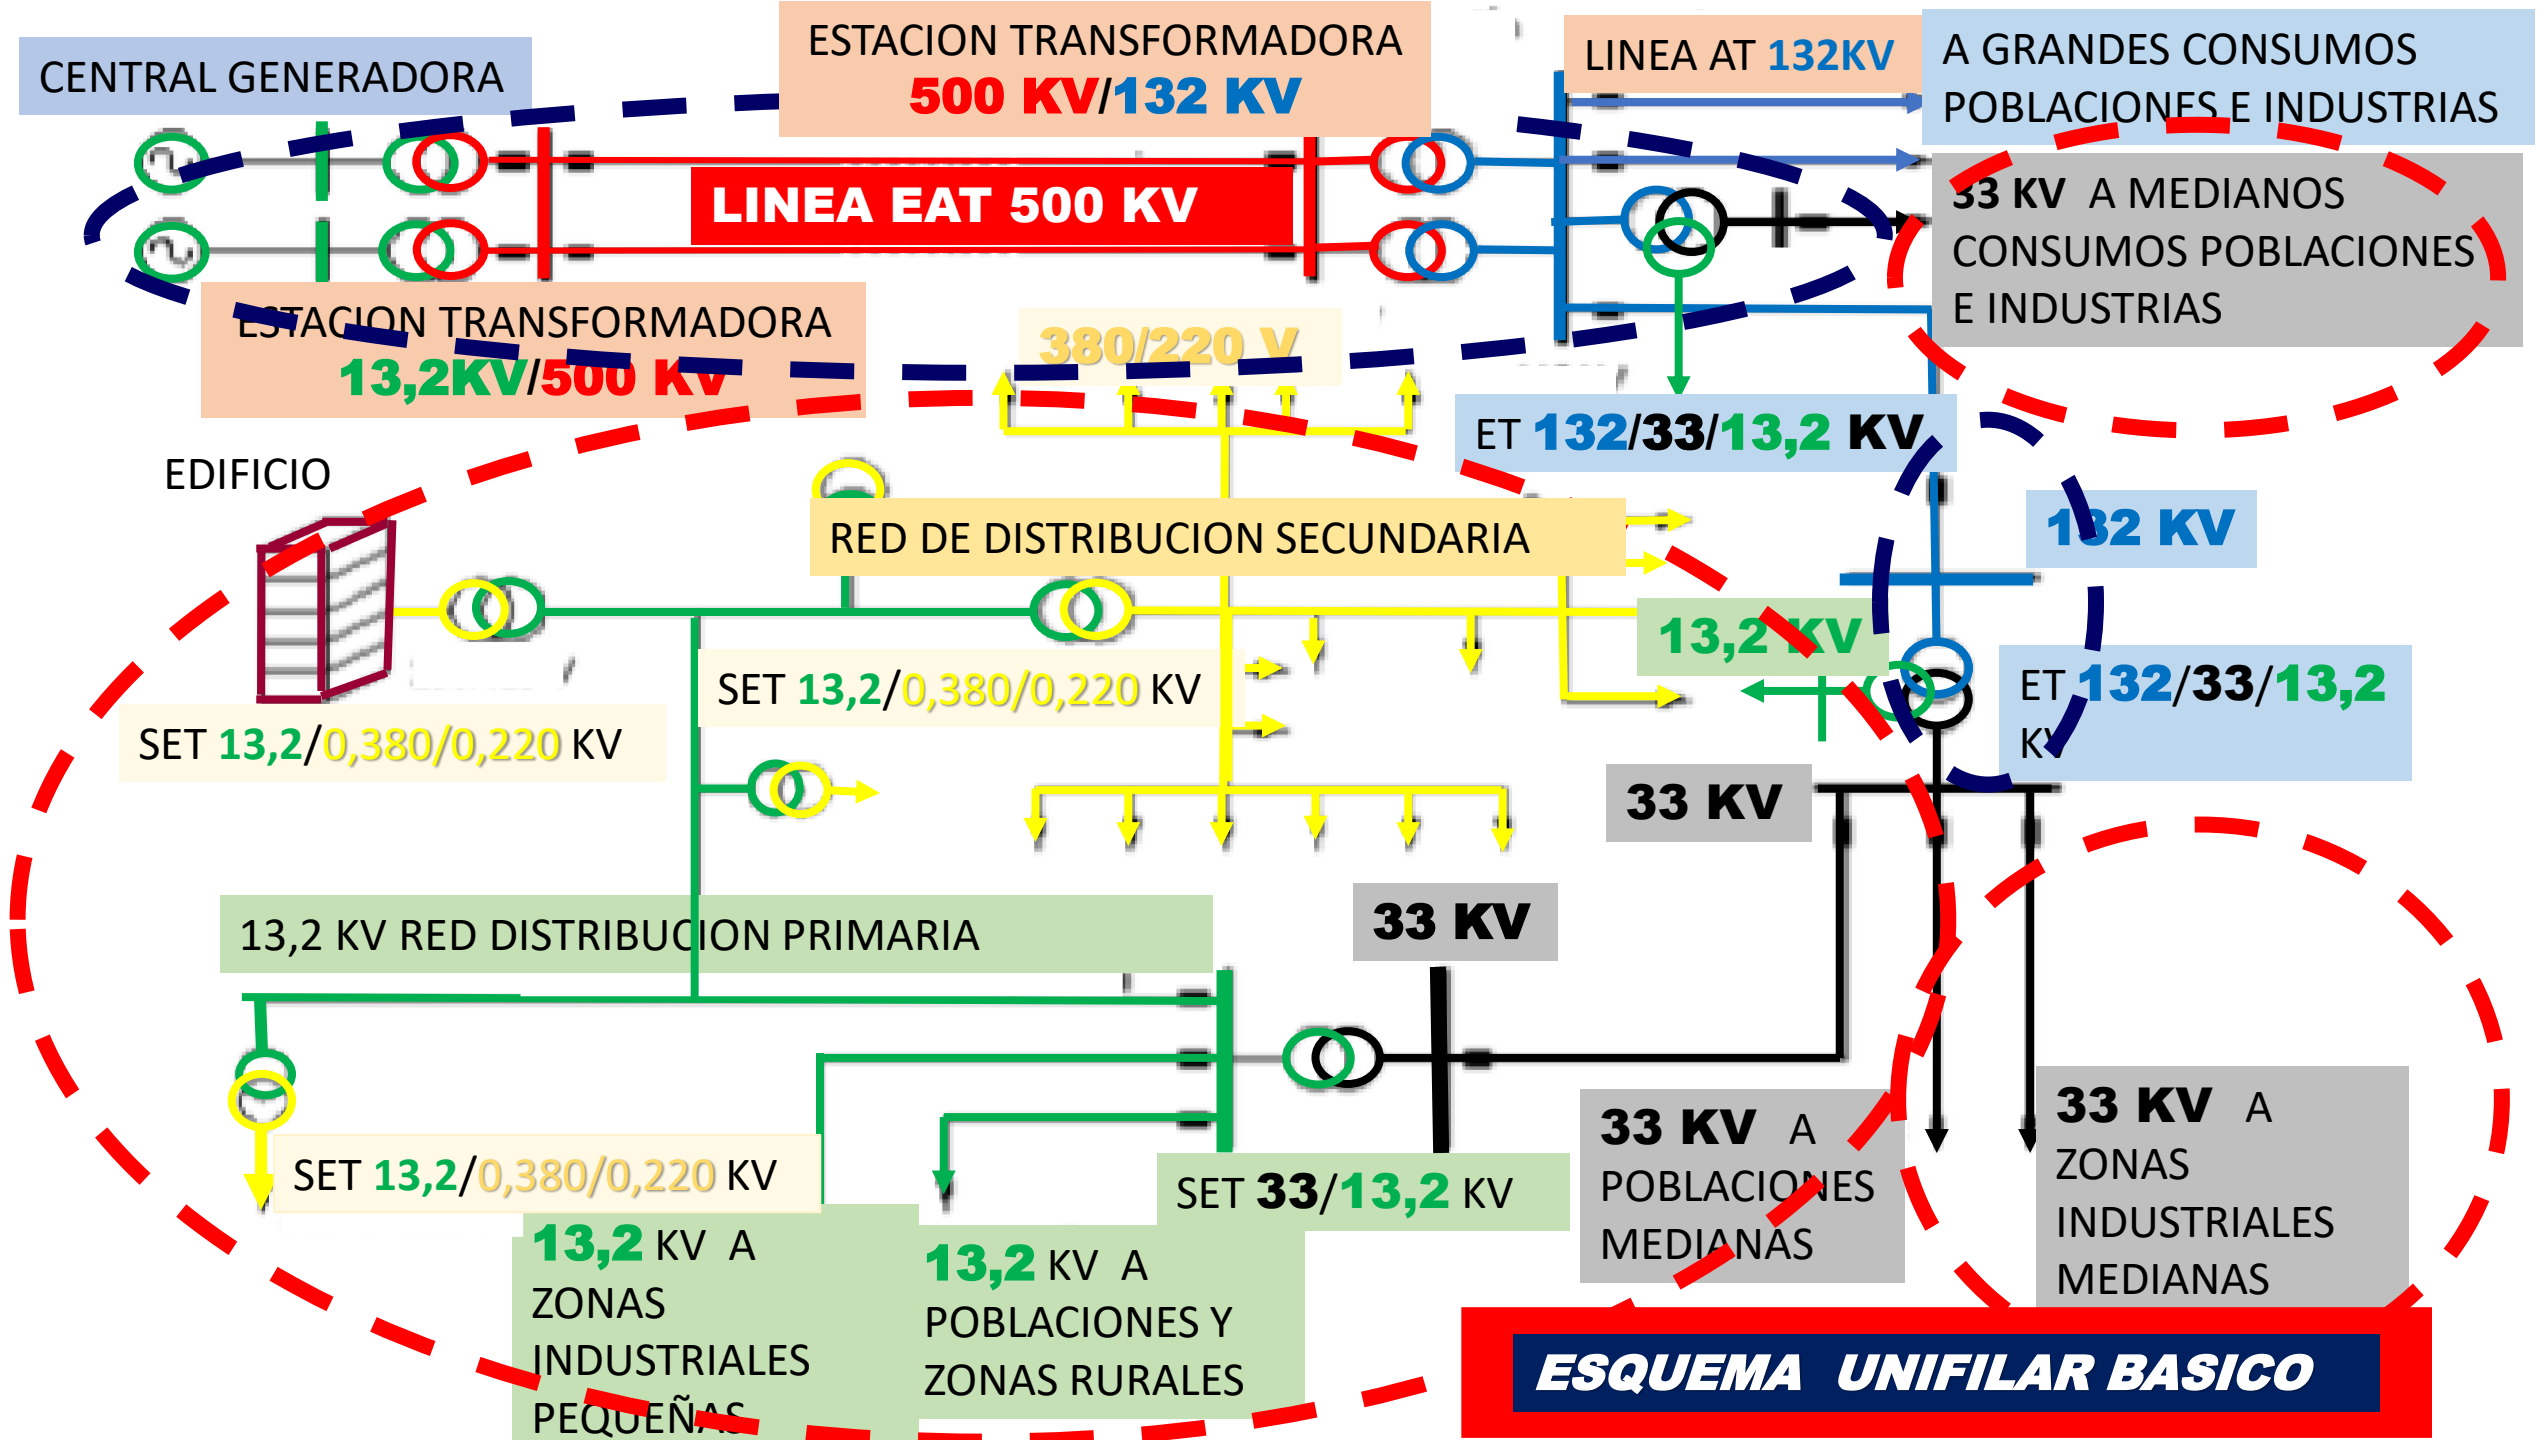 CENTRAL GENERADORA
ESTACION TRANSFORMADORA
500 KV/132 KV
LINEA AT 132KV
A GRANDES CONSUMOS
POBLACIONES E INDUSTRIAS
LINEA EAT 500 KV
33 KV A MEDIANOS
CONSUMOS POBLACIONES
E INDUSTRIAS
ESTACION TRANSFORMADORA
13,2KV/500 KV
380/220 V
ET 132/33/13,2 KV
EDIFICIO
RED DE DISTRIBUCION SECUNDARIA
132 KV
13,2 KV
SET 13,2/0,380/0,220 KV
ET 132/33/13,2
KV
SET 13,2/0,380/0,220 KV
33 KV
33 KV
13,2 KV RED DISTRIBUCION PRIMARIA
33 KV A
POBLACIONES
MEDIANAS
33 KV A
ZONAS
INDUSTRIALES
MEDIANAS
SET 13,2/0,380/0,220 KV
SET 33/13,2 KV
13,2 KV A
ZONAS
INDUSTRIALES
PEQUEÑAS
13,2 KV A
POBLACIONES Y
ZONAS RURALES
ESQUEMA UNIFILAR BASICO